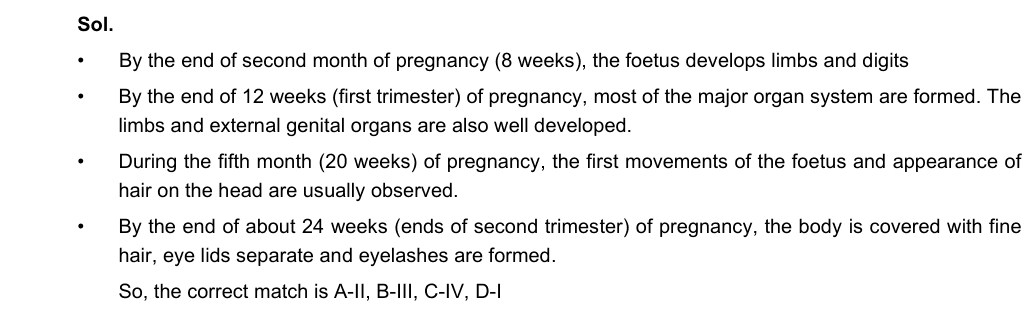 Sol.
• By the end of second month of pregnancy (8 weeks), the foetus develops limbs and digits
• By the end of 12 weeks (first trimester) of pregnancy, most of the major organ system are formed. The
limbs and external genital organs are also well developed.
• During the fifth month (20 weeks) of pregnancy, the first movements of the foetus and appearance of
hair on the head are usually observed.
• By the end of about 24 weeks (ends of second trimester) of pregnancy, the body is covered with fine
hair, eye lids separate and eyelashes are formed.
So, the correct match is A-II, B-III, C-IV, D-I